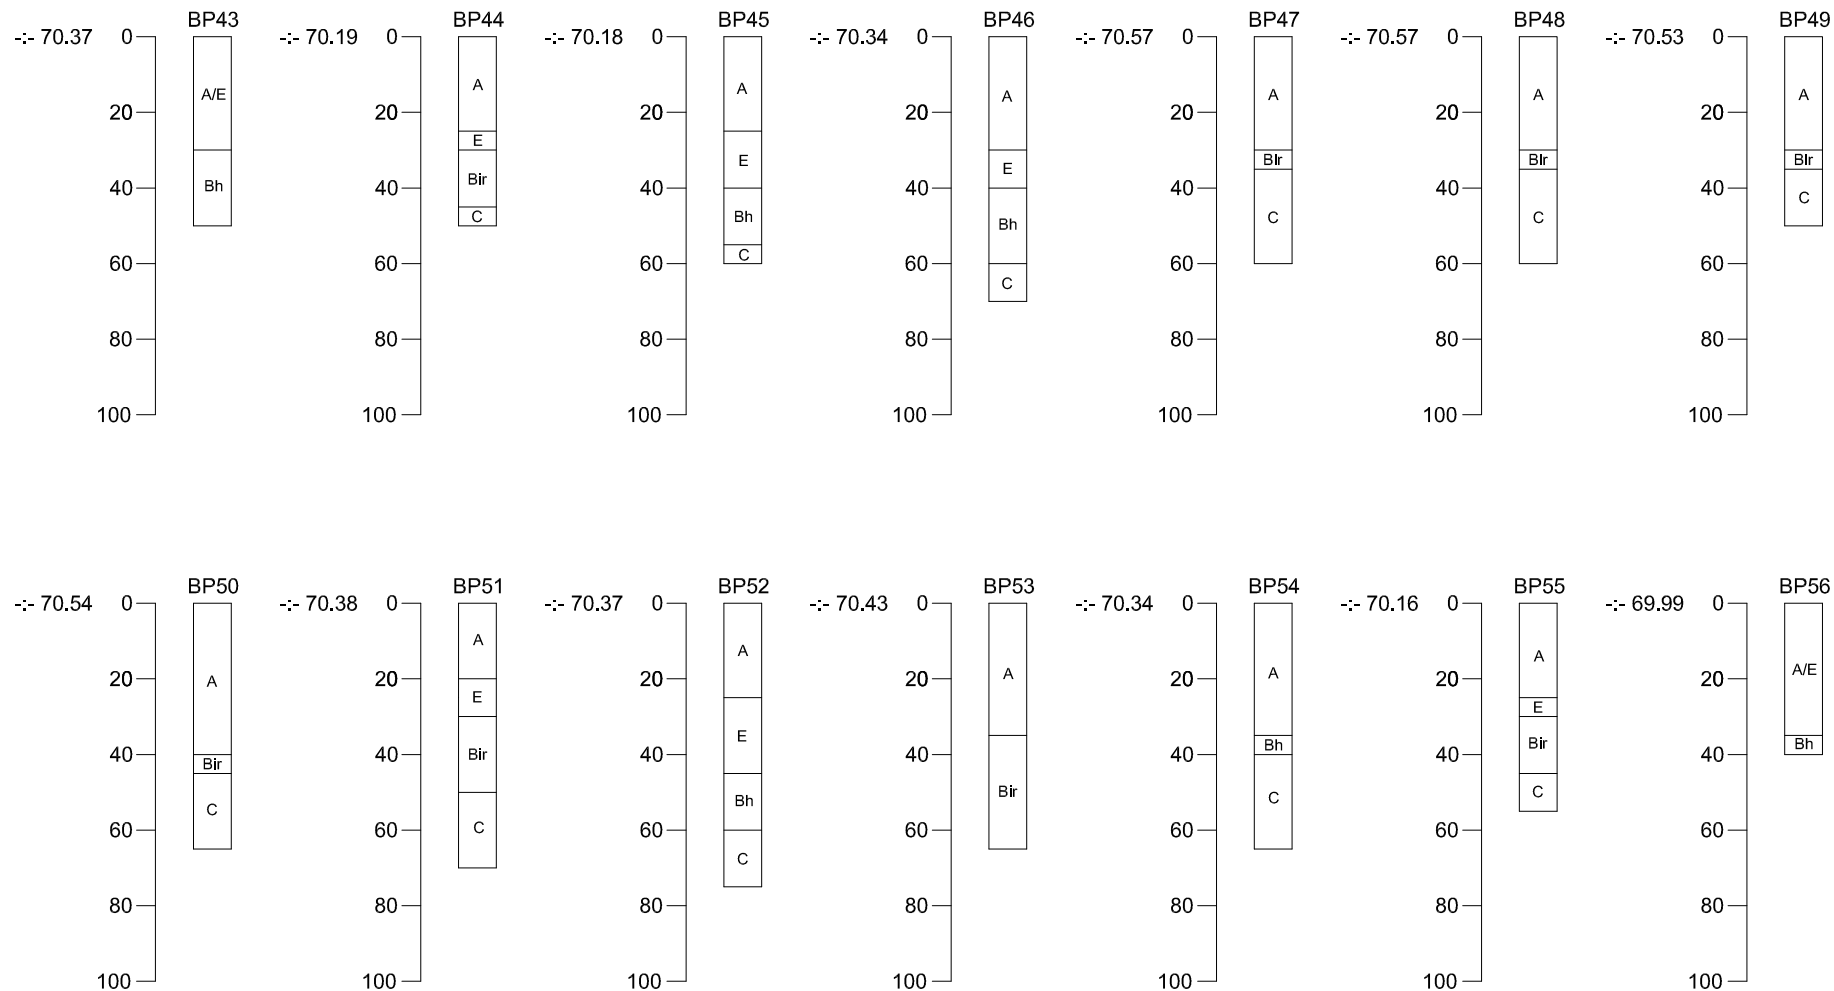 BP43 BP44 BP45 BP46 BP47 BP48 BP49
-:- 70.37 0 -:- 70.19 0 -:- 70.18 0 -:- 70.34 0 -:- 70.57 0 -:- 70.57 0 -:- 70.53 0
A
A
A/E A A A A
20 20 20 20 20 20 20
E
BIr BIr BIr
E
E
Bir Bh
40 40 40 40 40 40 40
C
C Bh Bh C C
C
60 60 60 60 60 60 60
C
80 80 80 80 80 80 80
100 100 100 100 100 100 100
BP50 BP51 BP52 BP53 BP54 BP55 BP56
-:- 70.54 0 -:- 70.38 0 -:- 70.37 0 -:- 70.43 0 -:- 70.34 0 -:- 70.16 0 -:- 69.99 0
A
A
A
A A A/E
A
20 20 20 20 20 20 20
E
E
E
Bh Bir Bh
40 40 40 40 40 40 40
Bir Bir
Bir C
Bh
C C
C
60 60 60 60 60 60 60
C
80 80 80 80 80 80 80
100 100 100 100 100 100 100